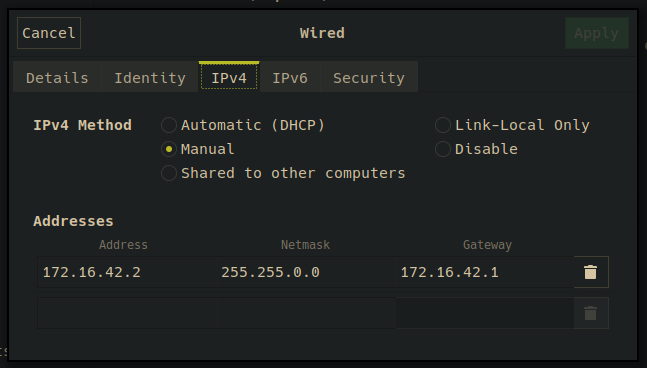 Cancel Wired Apply
Details Identity IPv4 IPv6 Security
IPv4 Method Automatic (DHCP) Link-Local Only
Manual Disable
Shared to other computers
Addresses
Address Netmask Gateway
172.16.42.2 255.255.0.0 172.16.42.1